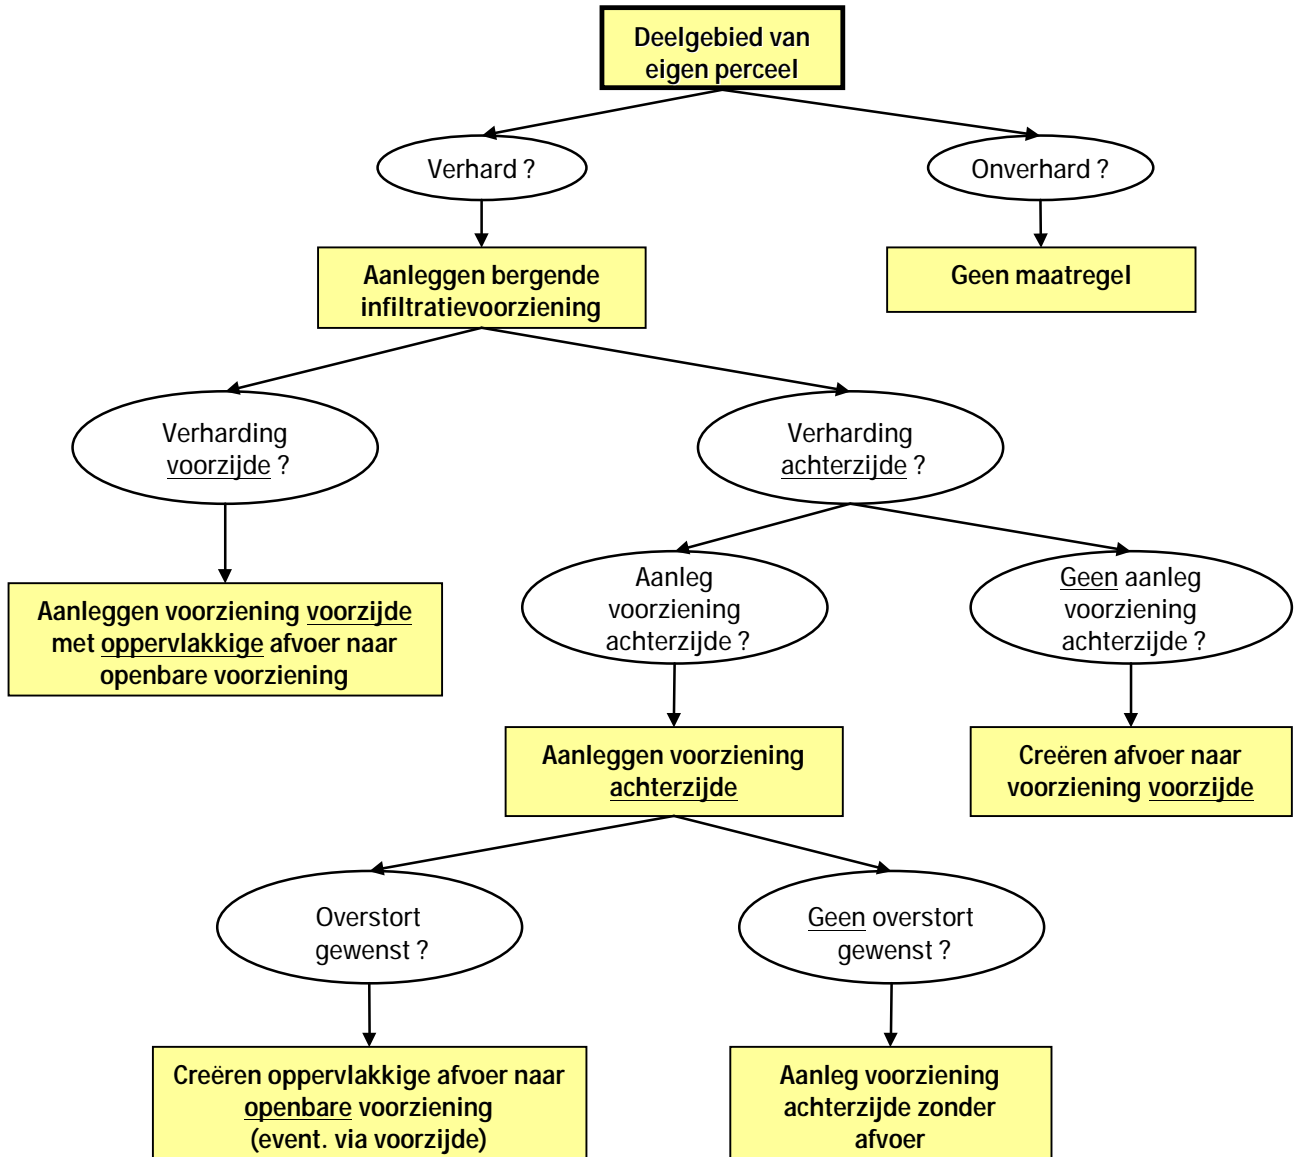 Deelgebied van
eigen perceel
Verhard ?
Onverhard ?
Aanleggen bergende
infiltratievoorziening
Geen maatregel
Verharding
voorzijde ?
Verharding
achterzijde ?
Aanleggen voorziening voorzijde
met oppervlakkige afvoer naar
openbare voorziening
Aanleg
voorziening
achterzijde ?
Geen aanleg
voorziening
achterzijde ?
Aanleggen voorziening
achterzijde
Creëren afvoer naar
voorziening voorzijde
Overstort
gewenst ?
Geen overstort
gewenst ?
Creëren oppervlakkige afvoer naar
openbare voorziening
(event. via voorzijde)
Aanleg voorziening
achterzijde zonder
afvoer